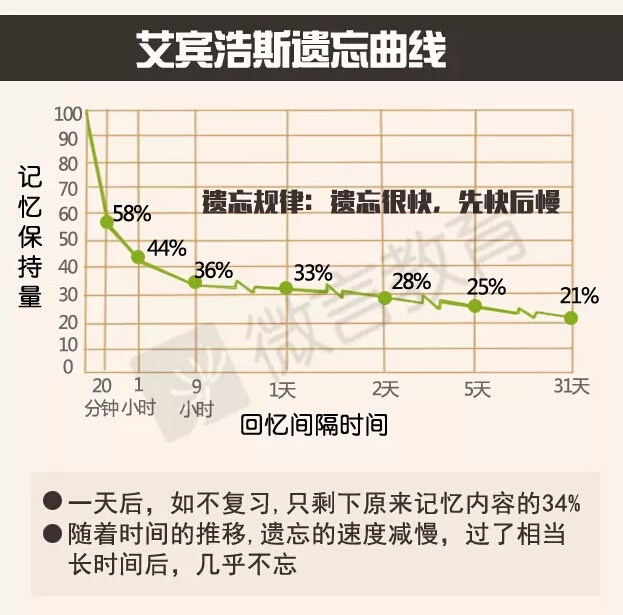 艾宾浩斯遗忘曲线
记忆保持量
100
90
80
70
60
50
40
30
20
10
0
遗忘规律：遗忘很快，先快后慢
58%
44%
36%
33%
28%
25%
21%
微言教育
20
分钟
1
小时
9
小时
1天
2天
5天
31天
回忆间隔时间
一天后，如不复习,只剩下原来记忆内容的34%
随着时间的推移,遗忘的速度减慢，过了相当
长时间后，几乎不忘